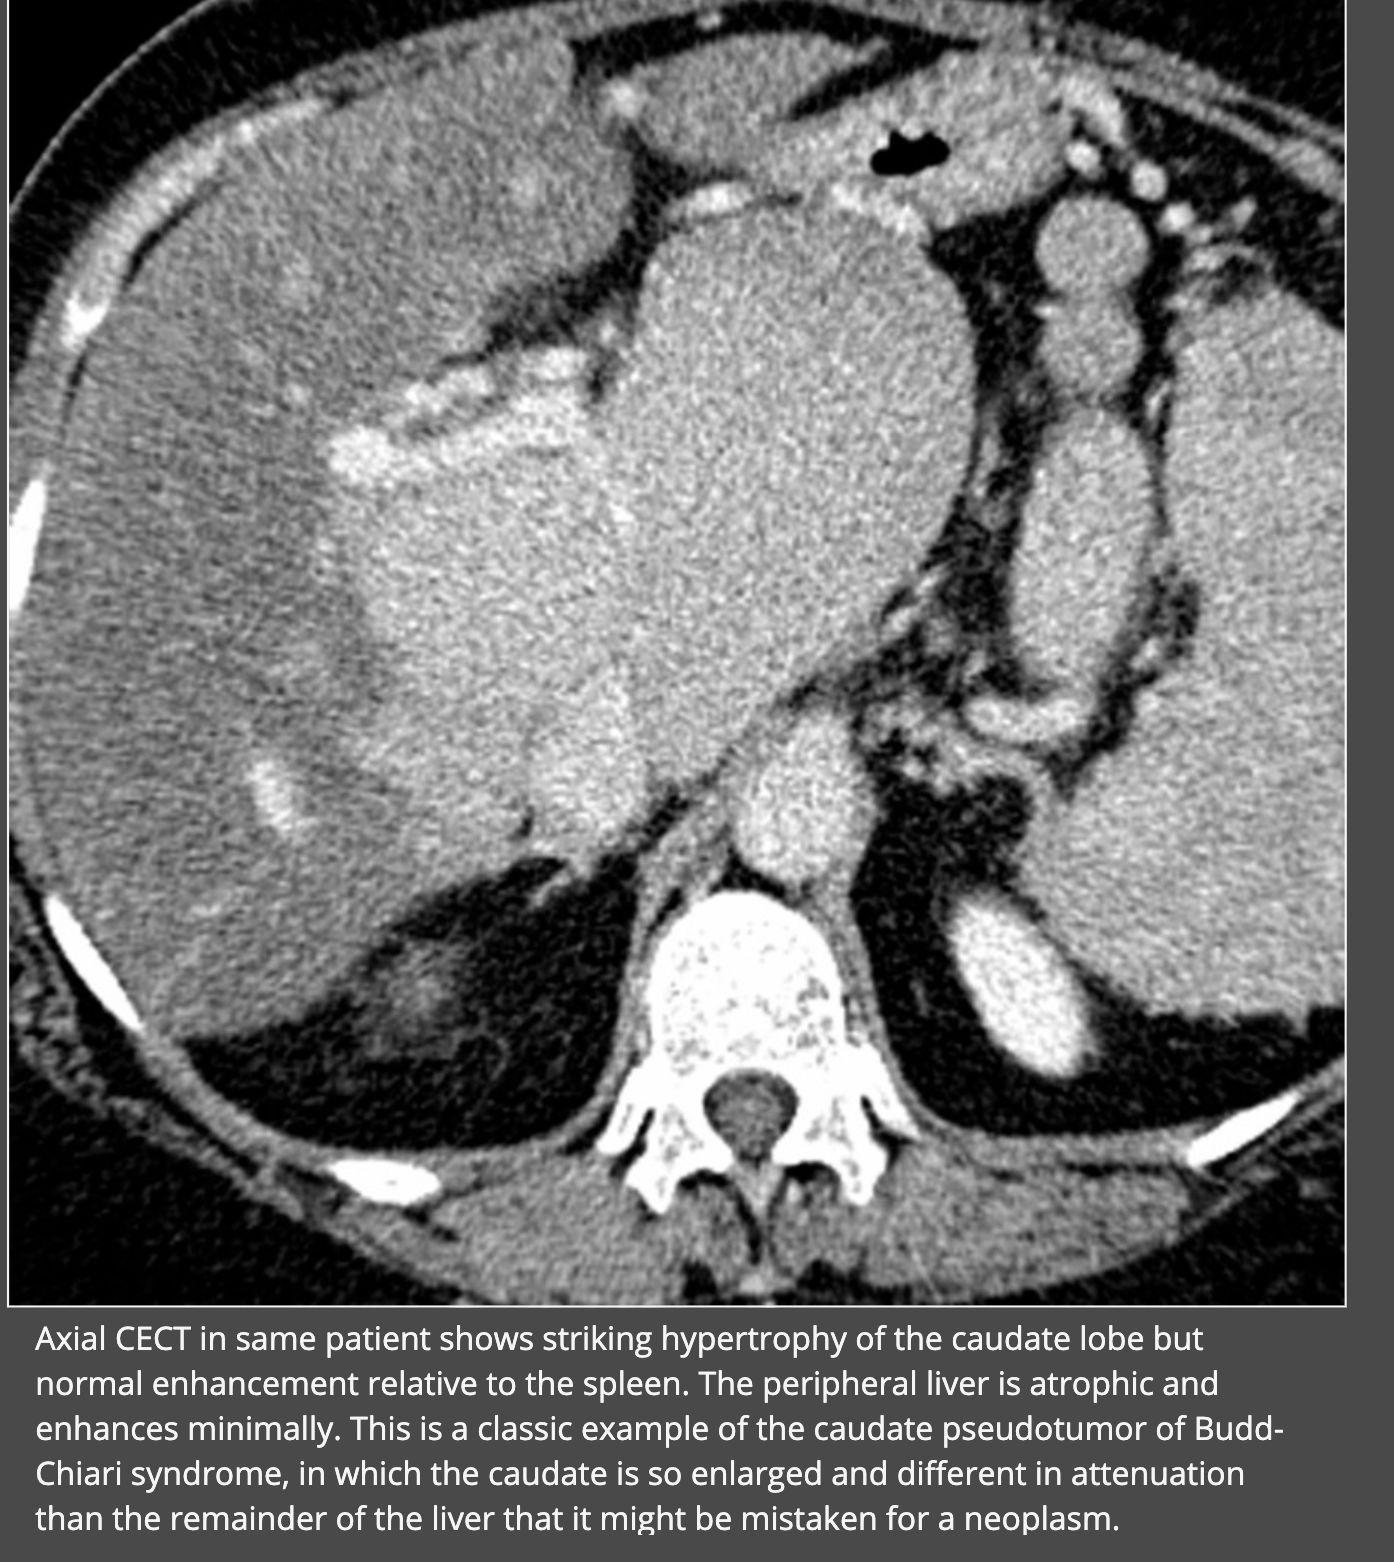 Axial CECT in same patient shows striking hypertrophy of the caudate lobe but
normal enhancement relative to the spleen. The peripheral liver is atrophic and
enhances minimally. This is a classic example of the caudate pseudotumor of Budd-
Chiari syndrome, in which the caudate is so enlarged and different in attenuation
than the remainder of the liver that it might be mistaken for a neoplasm.